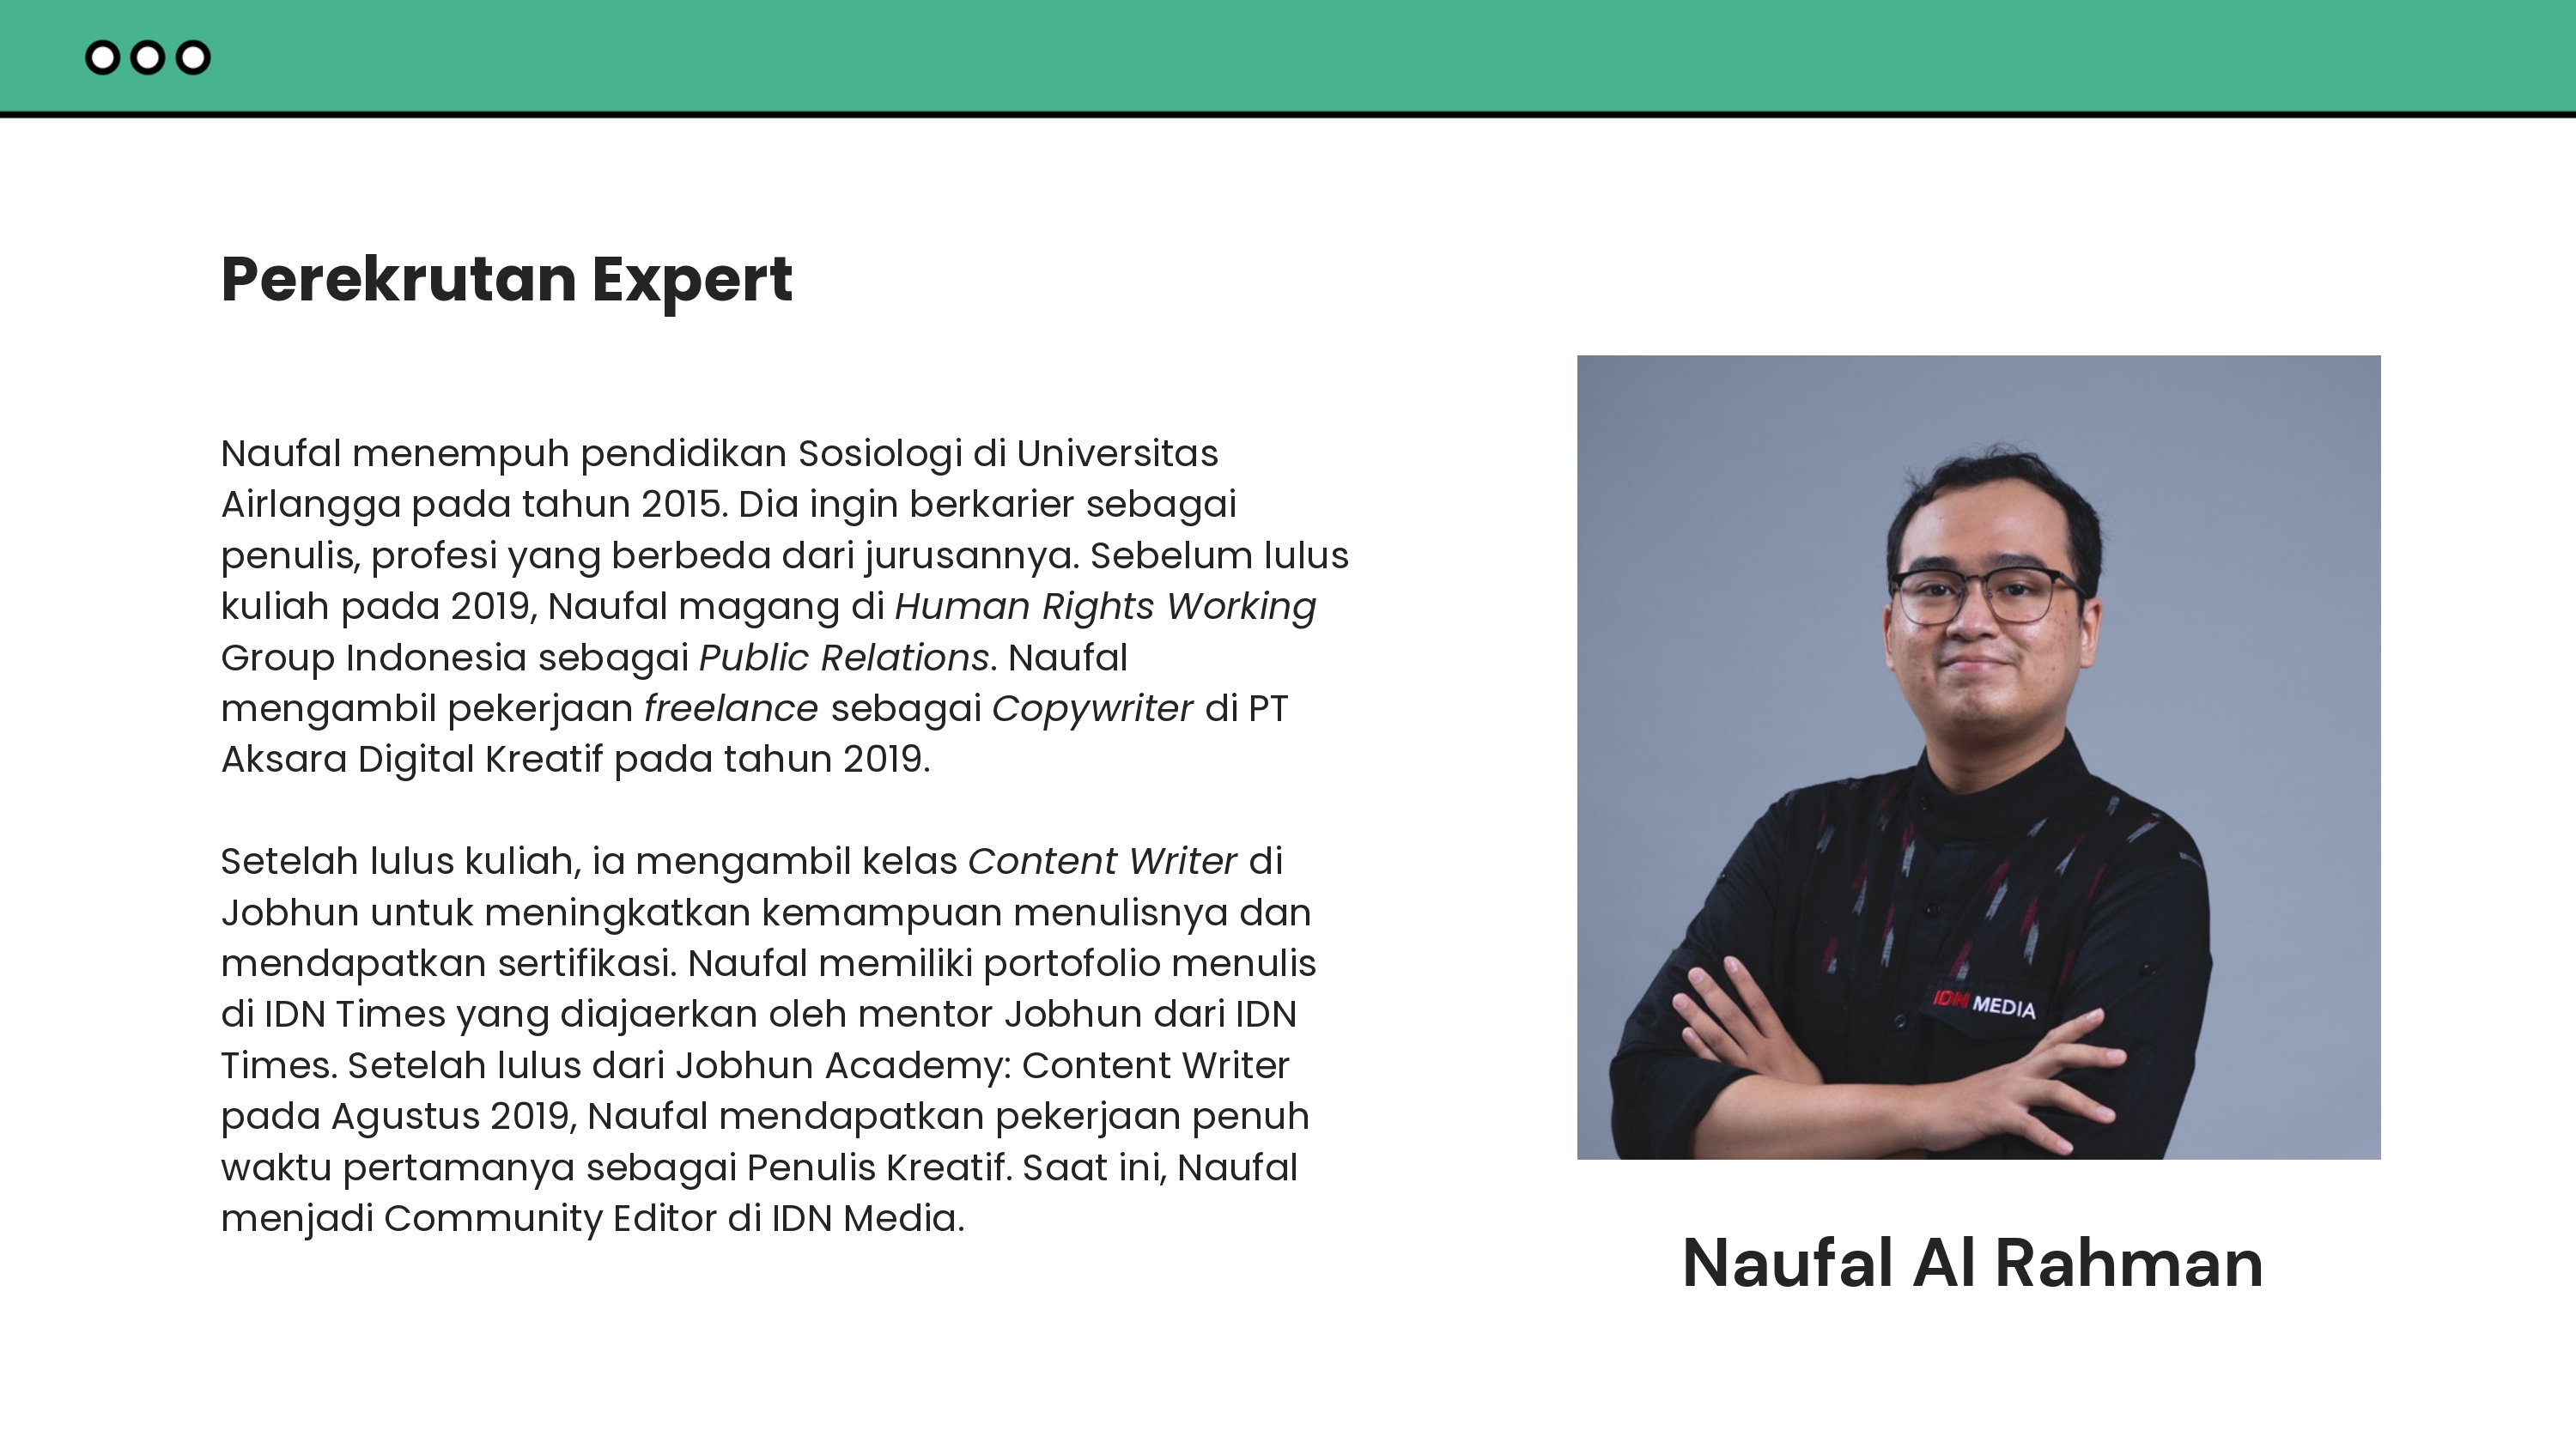 Perekrutan Expert
Naufal menempuh pendidikan Sosiologi di Universitas
Airlangga pada tahun 2015. Dia ingin berkarier sebagai
penulis, profesi yang berbeda dari jurusannya. Sebelum lulus
kuliah pada 2019, Naufal magang di Human Rights Working
Group Indonesia sebagai Public Relations. Naufal
mengambil pekerjaan freelance sebagai Copywriter di PT
Aksara Digital Kreatif pada tahun 2019.
Setelah lulus kuliah, ia mengambil kelas Content Writer di
Jobhun untuk meningkatkan kemampuan menulisnya dan
mendapatkan sertifikasi. Naufal memiliki portofolio menulis
di IDN Times yang diajaerkan oleh mentor Jobhun dari IDN
Times. Setelah lulus dari Jobhun Academy: Content Writer
pada Agustus 2019, Naufal mendapatkan pekerjaan penuh
waktu pertamanya sebagai Penulis Kreatif. Saat ini, Naufal
menjadi Community Editor di IDN Media.
IDN MEDIA
Naufal Al Rahman